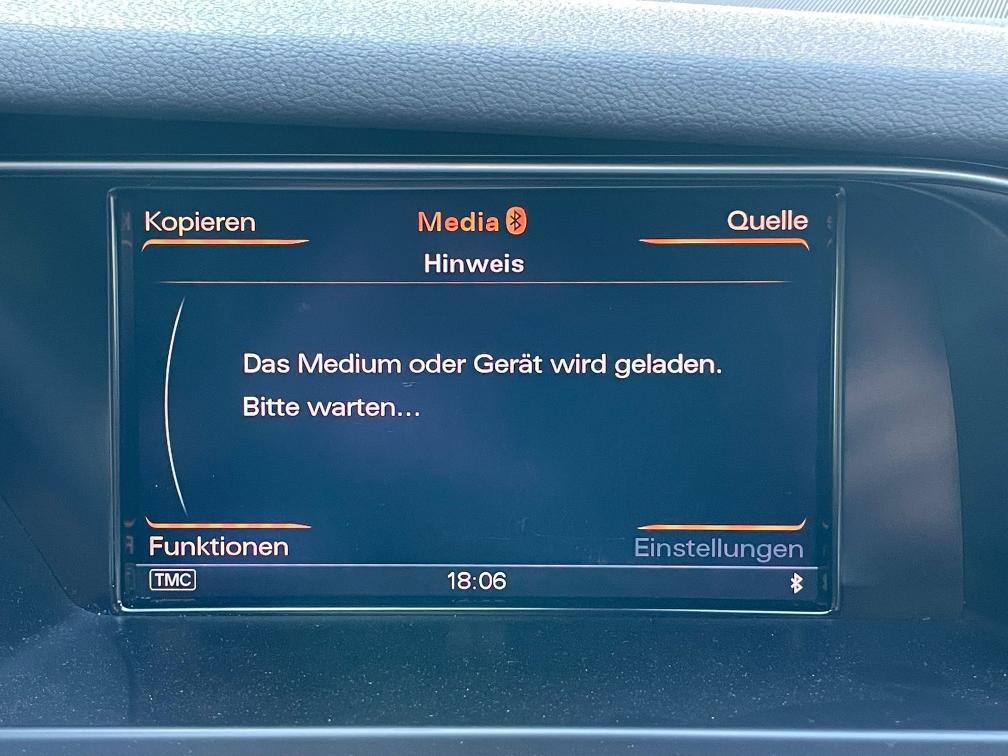 Kopieren Media Quelle
Hinweis
Das Medium oder Gerät wird geladen.
Bitte warten...
Funktionen Einstellungen
TMC 18:06